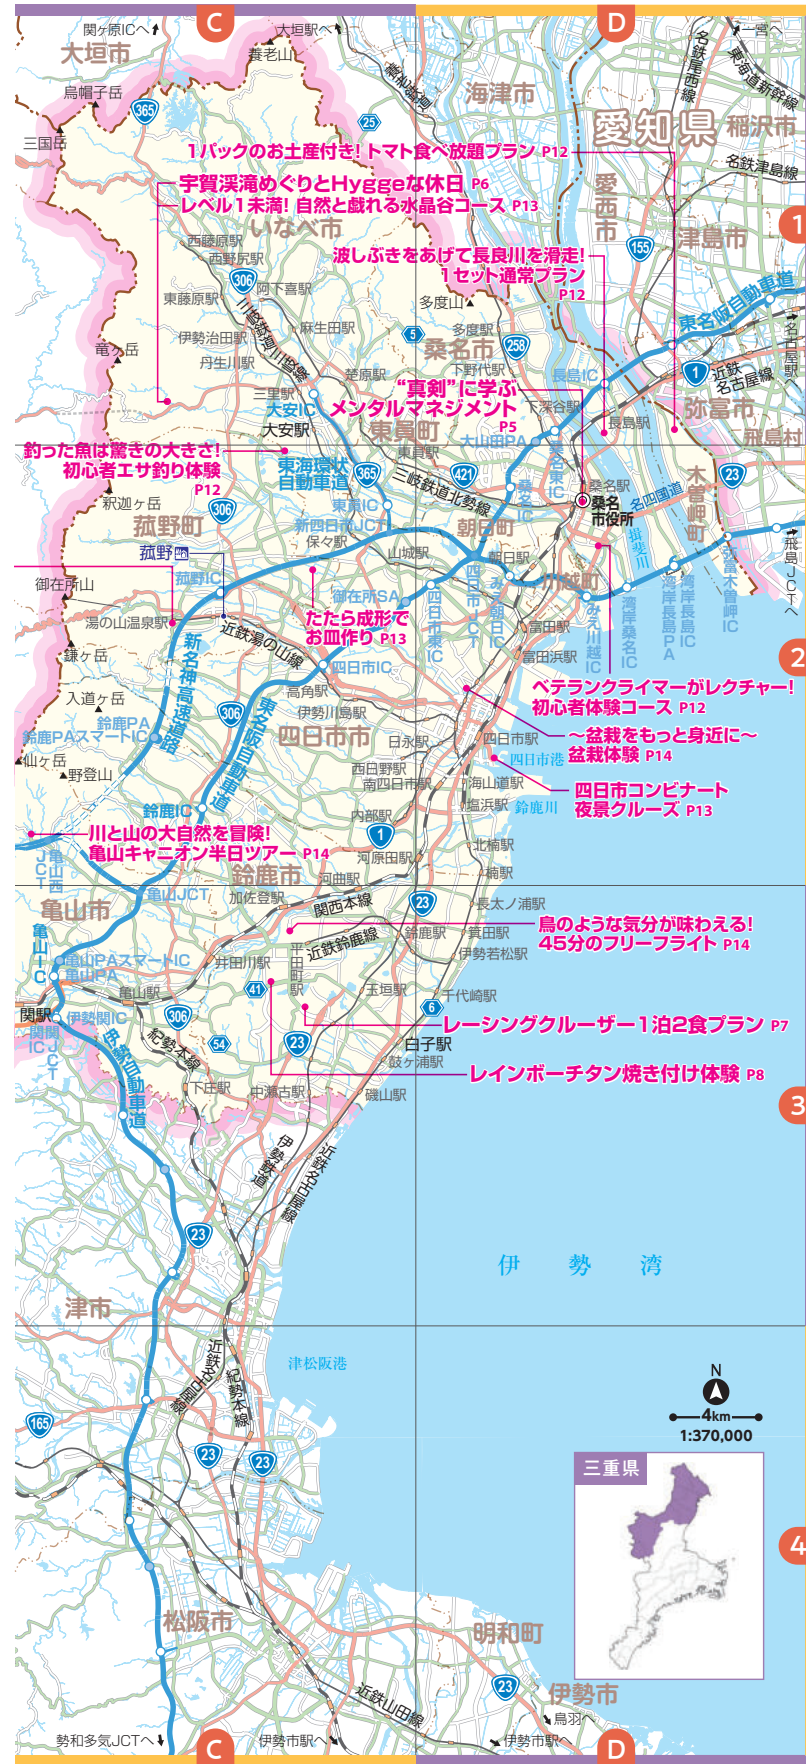 C
D
関ヶ原ICへ
大垣駅へ
一宮へ
大垣市
養老山
養老鉄道
名鉄尾西線
東海道新幹線
烏帽子岳
365
25
海津市
愛知県
稲沢市
三国岳
1パックのお土産付き! トマト食べ放題プラン P12
名鉄津島線
宇賀渓滝めぐりとHyggeな休日 P6
レベル1未満! 自然と戯れる水晶谷コース P13
愛西市
1
いなべ市
155
津島市
西藤原駅
西野尻駅
波しぶきをあげて長良川を滑走!
1セット通常プラン
P12
306
阿下喜駅
東藤原駅
多度山
東名阪自動車道
麻生田駅
伊勢治田駅
5
多度駅
丹生川駅
三岐鉄道三岐線
桑名市
258
名古屋駅へ
竜ヶ岳
楚原駅
下野代駅
1
近鉄
名古屋線
三里駅
長島IC
大安IC
“真剣”に学ぶ
メンタルマネジメント
P5
下深谷駅
弥富市
大安駅
東員町
長島駅
飛島村
大山田PA
釣った魚は驚きの大きさ!
初心者エサ釣り体験
P12
東海環状
自動車道
東員駅
365
421
三岐鉄道北勢線
桑名東IC
桑名IC
桑名駅
桑名
市役所
名四国道
木曽岬町
23
釈迦ヶ岳
306
東員IC
新四日市JCT
菰野町
保々駅
朝日町
揖斐川
菰野
山城駅
朝日駅
飛島JCTへ
御在所山
菰野IC
御在所SA
四日市東IC
四日市JCT
みえ朝日IC
川越町
みえ川越IC
湾岸桑名IC
湾岸長島PA
湾岸長島IC
弥富木曽岬IC
湯の山温泉駅
たたら成形で
お皿作り P13
近鉄湯の山線
富田駅
富田浜駅
2
鎌ヶ岳
新名神高速道路
四日市IC
高角駅
ベテランクライマーがレクチャー!
初心者体験コース P12
入道ヶ岳
306
伊勢川島駅
鈴鹿PA
鈴鹿PAスマートIC
東名阪自動車道
四日市市
日永駅
四日市駅
~盆栽をもっと身近に~
盆栽体験 P14
仙ヶ岳
野登山
西日野駅
南四日市駅
四日市港
海山道駅
四日市コンビナート
夜景クルーズ P13
鈴鹿IC
内部駅
塩浜駅
鈴鹿川
川と山の大自然を冒険!
亀山キャニオン半日ツアー P14
1
河原田駅
北楠駅
亀山西JCT
鈴鹿市
河曲駅
楠駅
亀山JCT
加佐登駅
亀山市
関西本線
23
長太ノ浦駅
近鉄鈴鹿線
鈴鹿駅
箕田駅
鳥のような気分が味わえる!
45分のフリーフライト P14
亀山IC
亀山PAスマートIC
亀山PA
井田川駅
平田町駅
伊勢若松駅
亀山駅
41
玉垣駅
千代崎駅
関駅
伊勢関IC
306
6
レーシングクルーザー1泊2食プラン P7
関JCT
関IC
紀勢本線
54
23
白子駅
伊勢自動車道
鼓ヶ浦駅
レインボーチタン焼き付け体験 P8
下庄駅
中瀬古駅
磯山駅
3
伊勢鉄道
近鉄名古屋線
23
伊勢湾
津市
津松阪港
近鉄名古屋線
紀勢本線
N
4km
1:370,000
165
23
23
三重県
4
松阪市
明和町
23
伊勢市
近鉄山田線
鳥羽へ
勢和多気JCTへ
伊勢市駅へ
伊勢市駅へ
C
D